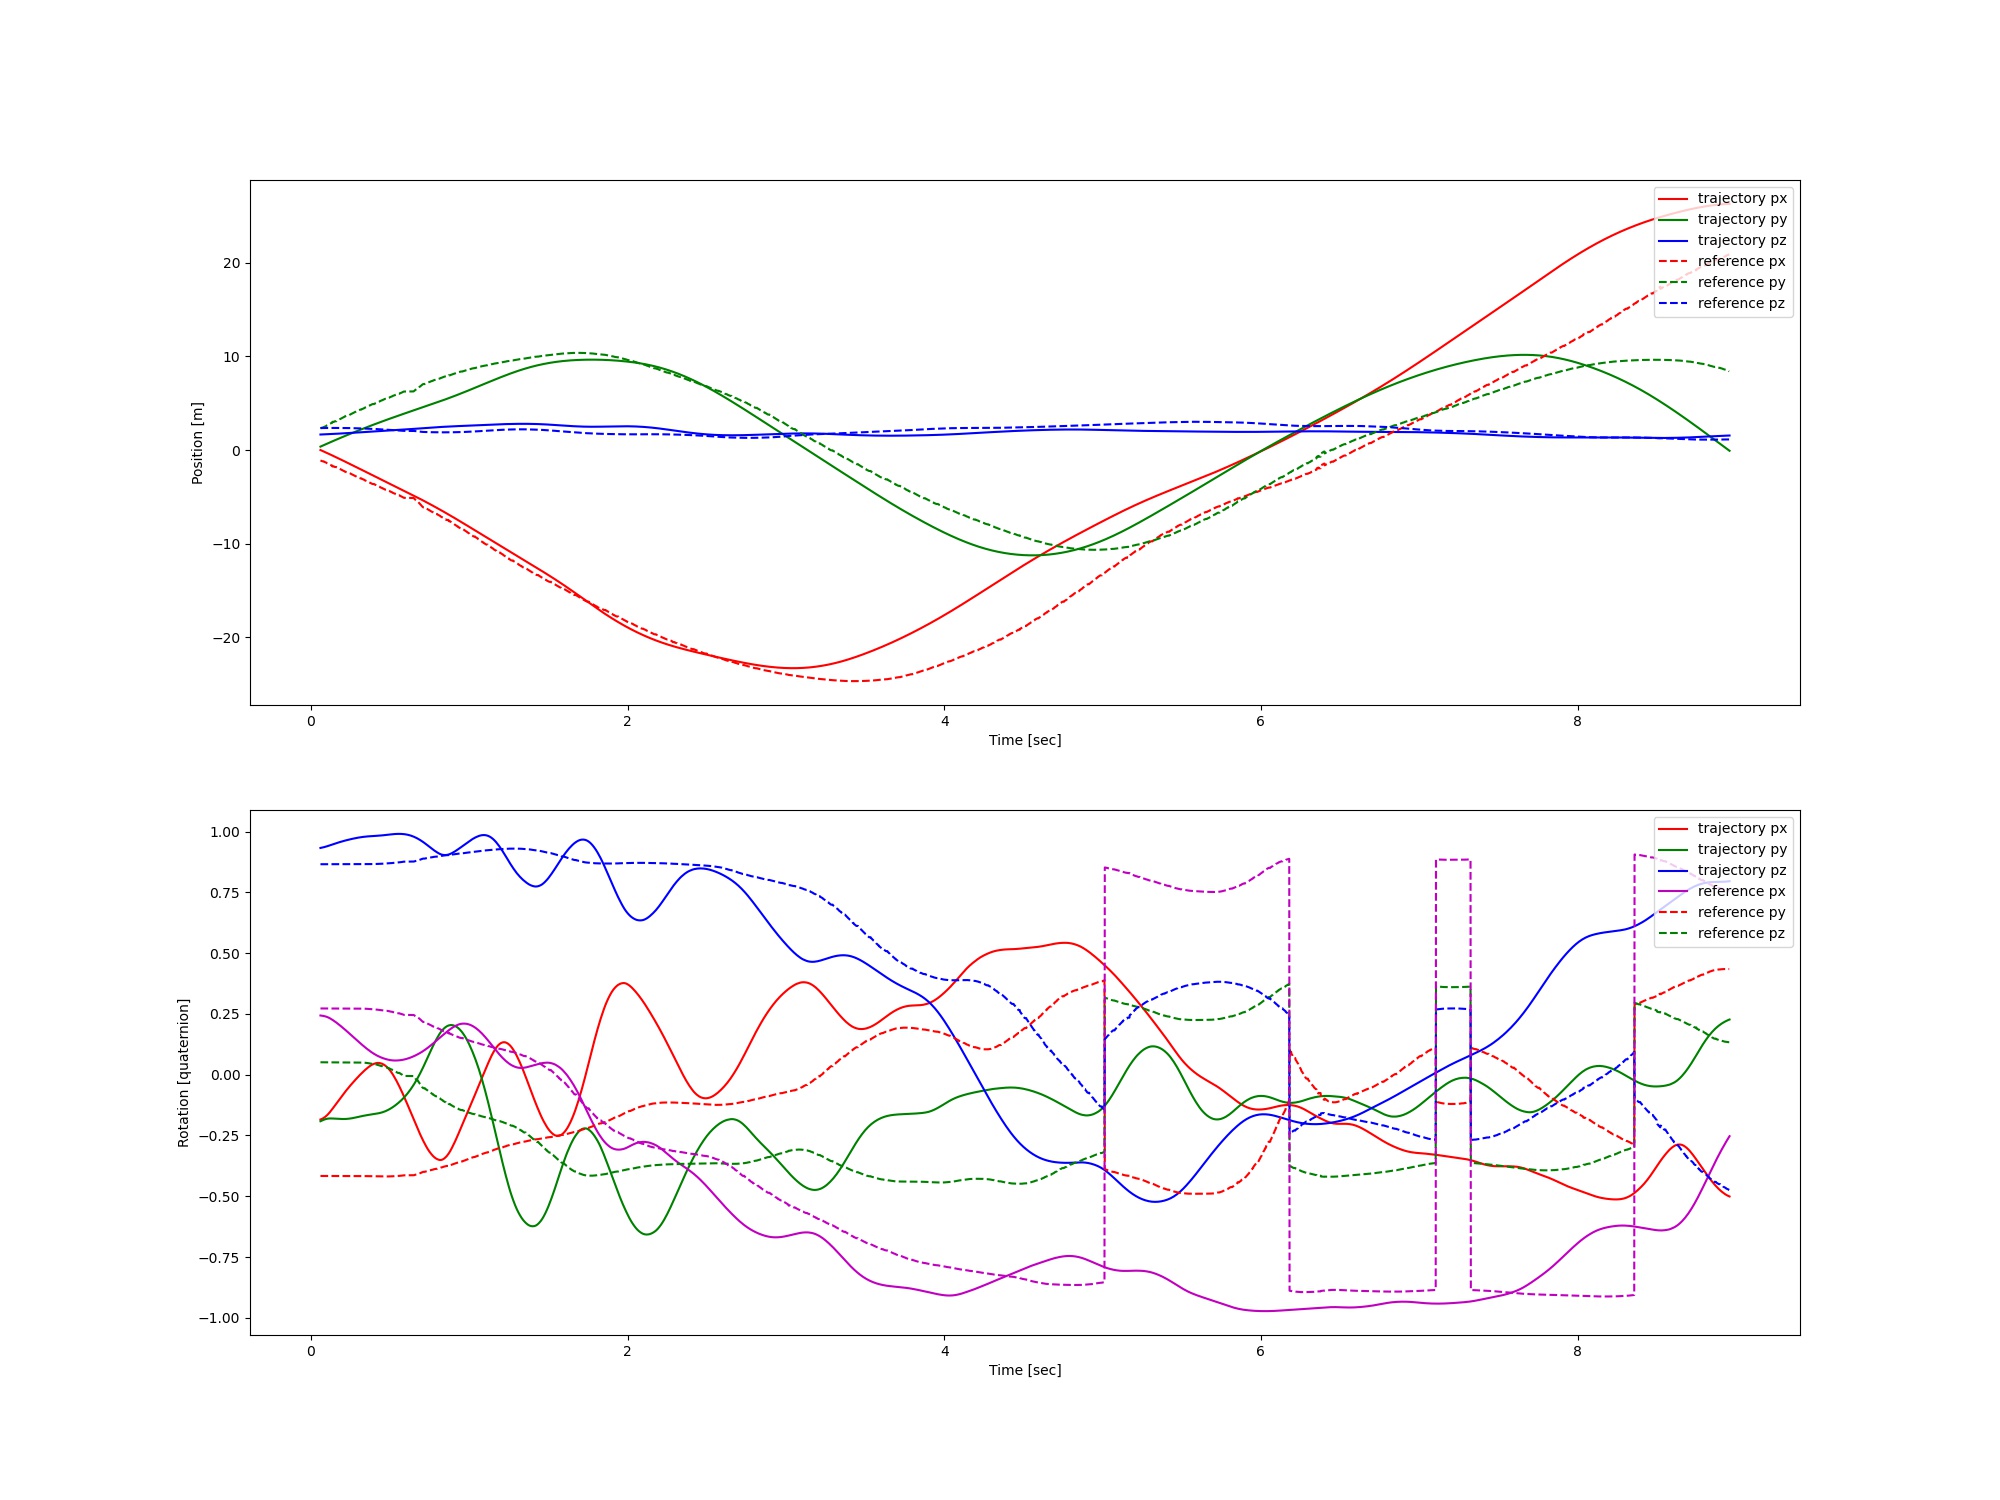 20
10
0
−10
−20
Position [m]
trajectory px
trajectory py
trajectory pz
reference px
reference py
reference pz
0 2 4 6 8
Time [sec]
1.00
0.75
0.50
0.25
0.00
−0.25
−0.50
−0.75
−1.00
Rotation [quaternion]
trajectory px
trajectory py
trajectory pz
reference px
reference py
reference pz
0 2 4 6 8
Time [sec]